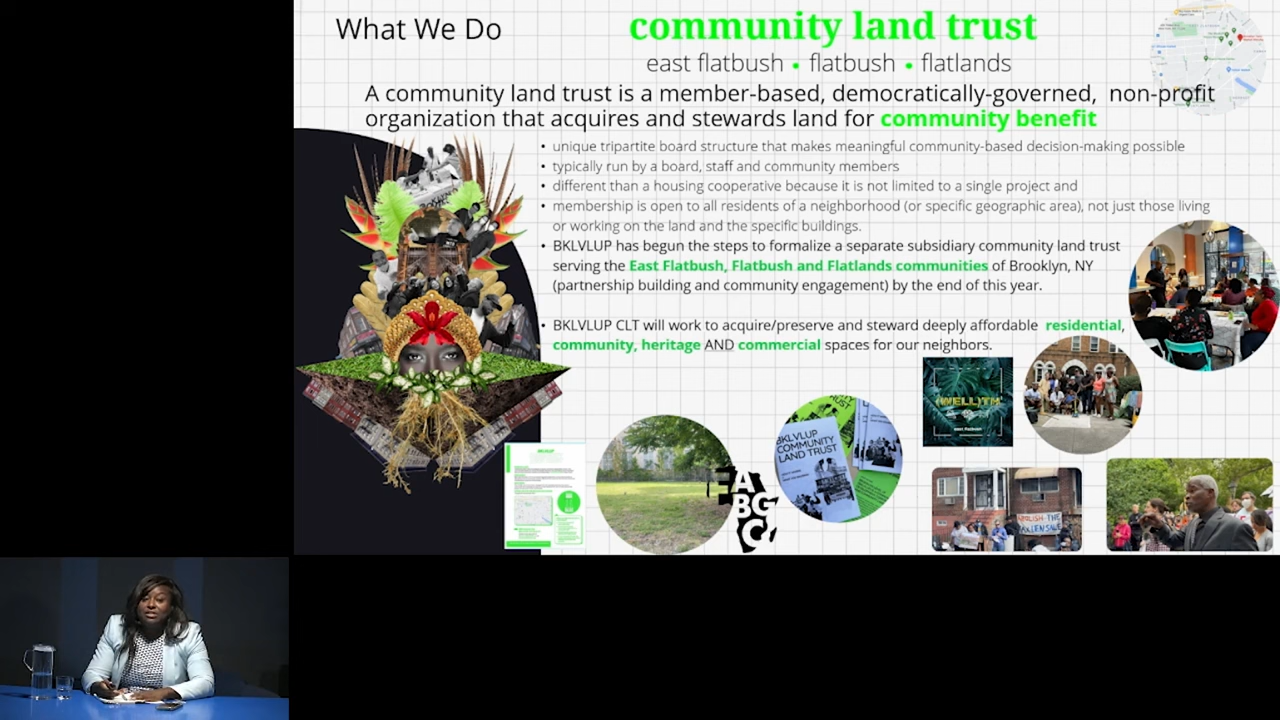 What We Do
community land trust
east flatbush • flatbush • flatlands
A community land trust is a member-based, democratically-governed, non-profit
organization that acquires and stewards land for community benefit
• unique tripartite board structure that makes meaningful community-based decision-making possible
• typically run by a board, staff and community members
• different than a housing cooperative because it is not limited to a single project and
• membership is open to all residents of a neighborhood (or specific geographic area), not just those living
or working on the land and the specific buildings.
• BKLVLUP has begun the steps to formalize a separate subsidiary community land trust
serving the East Flatbush, Flatbush and Flatlands communities of Brooklyn, NY
(partnership building and community engagement) by the end of this year.
• BKLVLUP CLT will work to acquire/preserve and steward deeply affordable residential,
community, heritage AND commercial spaces for our neighbors.
BKLVLUP
COMMUNITY
LAND TRUST
ABOLISH THE